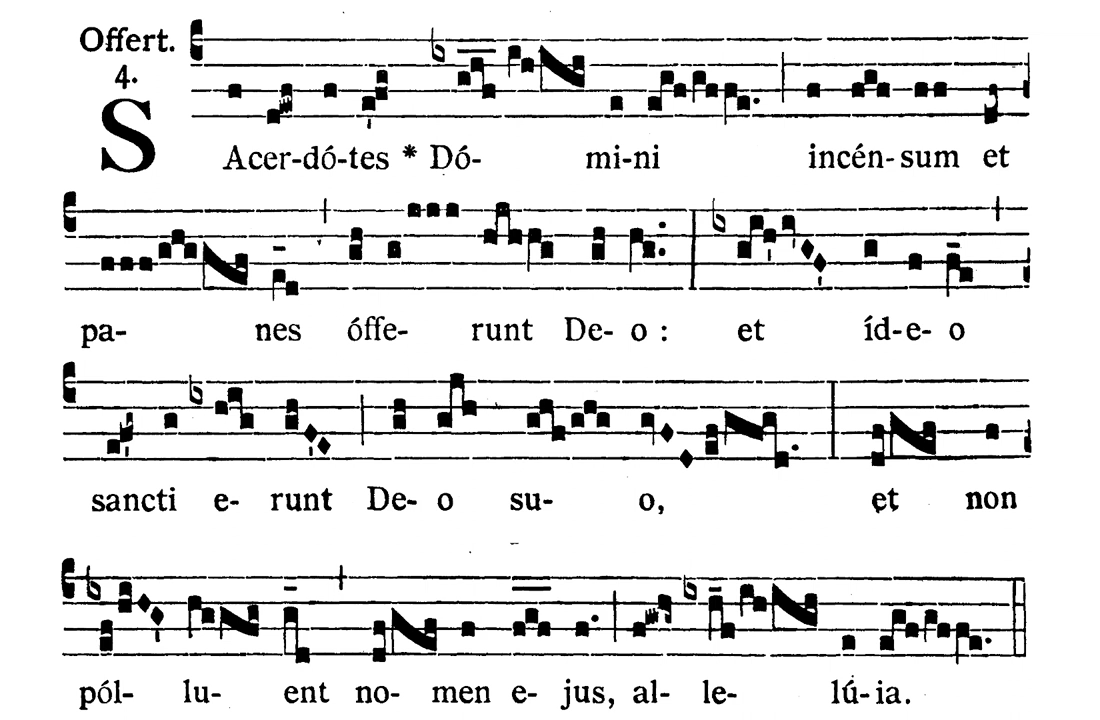 Offert.
4.
SAcer-dó-tes * Dó- mi-ni incén-sum et
pa- nes óffe- runt De- o : et íd-e- o
sancti e- runt De- o su- o, et non
pól- lu- ent no- men e- jus, al- le- lú-ia.